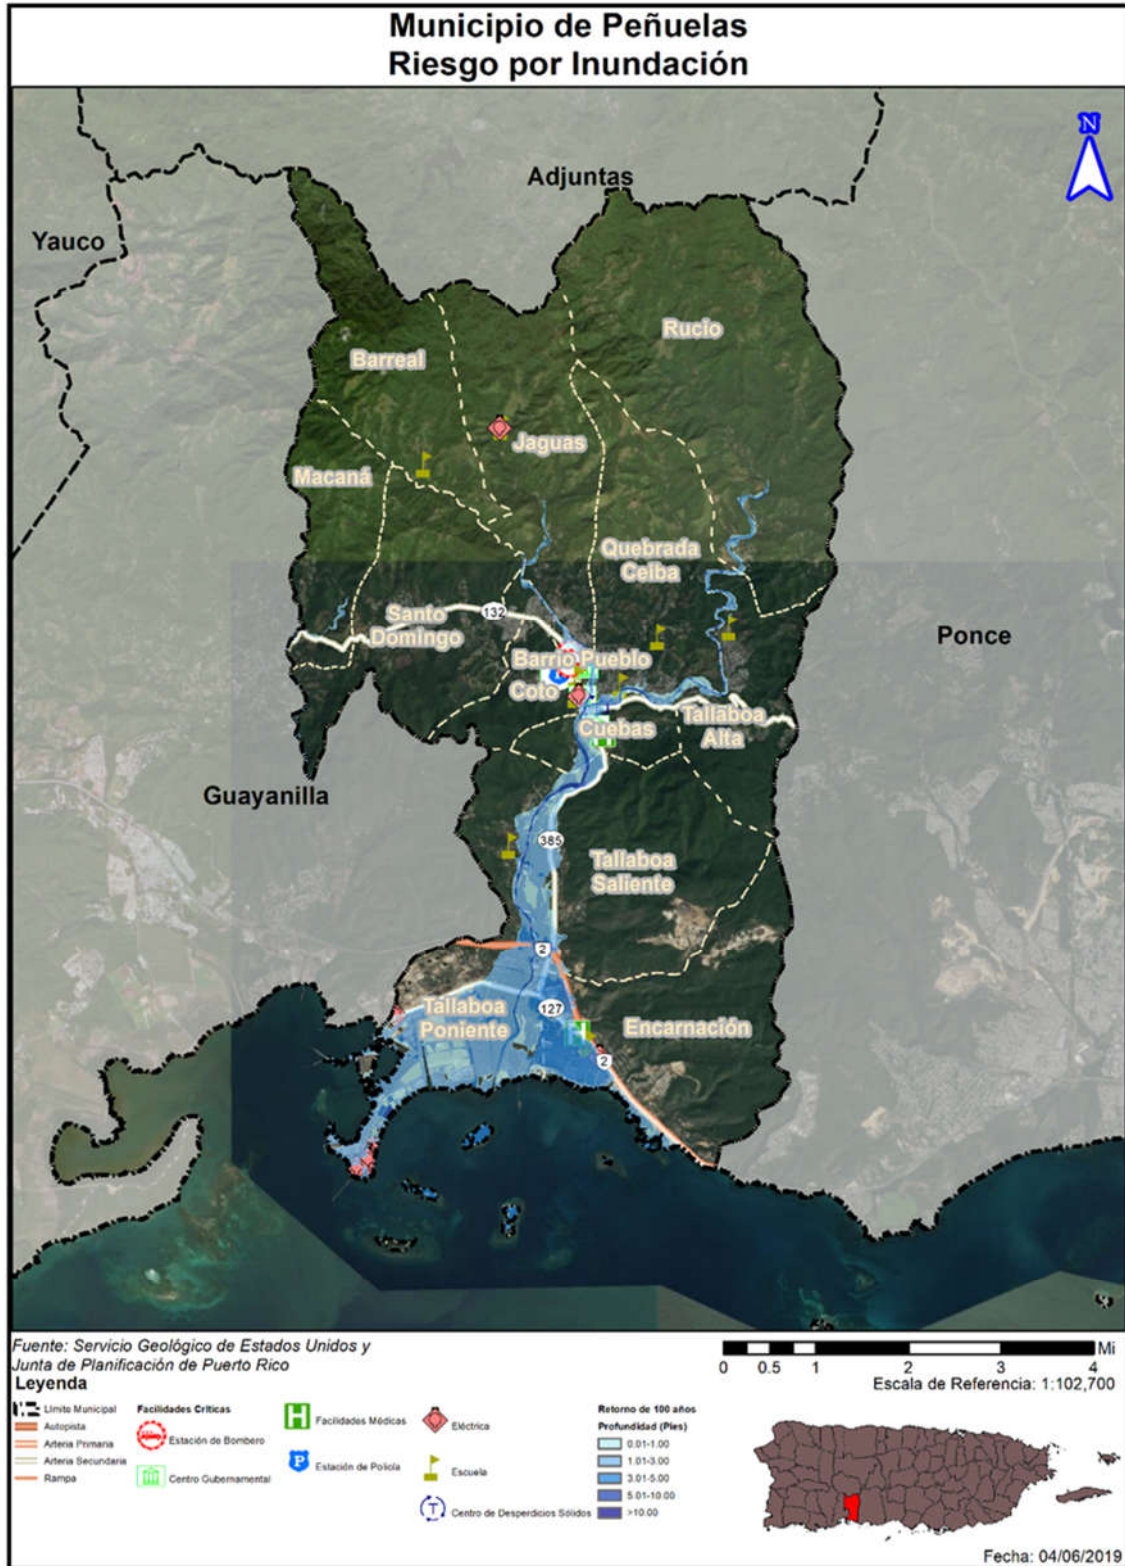 Municipio de Peñuelas
Riesgo por Inundación
N
Adjuntas
Yauco
Rucio
Barreal
Jaguas
Macaná
Quebrada
Ceiba
Santo
Domingo
132
Ponce
Barrio Pueblo
Coto
Tallaboa
Alta
Cuebas
Guayanilla
385
Tallaboa
Saliente
2
Tallaboa
Poniente
127
Encarnación
H
2
Fuente: Servicio Geológico de Estados Unidos y
Junta de Planificación de Puerto Rico
Mi
0 0.5 1 2 3 4
Escala de Referencia: 1:102,700
Leyenda
Límite Municipal
Autopista
Arteria Primaria
Arteria Secundaria
Rampa
Facilidades Críticas
Estación de Bombero
Centro Gubernamental
H Facilidades Médicas
P Estación de Policía
Eléctrica
Escuela
T Centro de Desperdicios Sólidos
Retorno de 100 años
Profundidad (Pies)
0.01-1.00
1.01-3.00
3.01-5.00
5.01-10.00
>10.00
Fecha: 04/06/2019